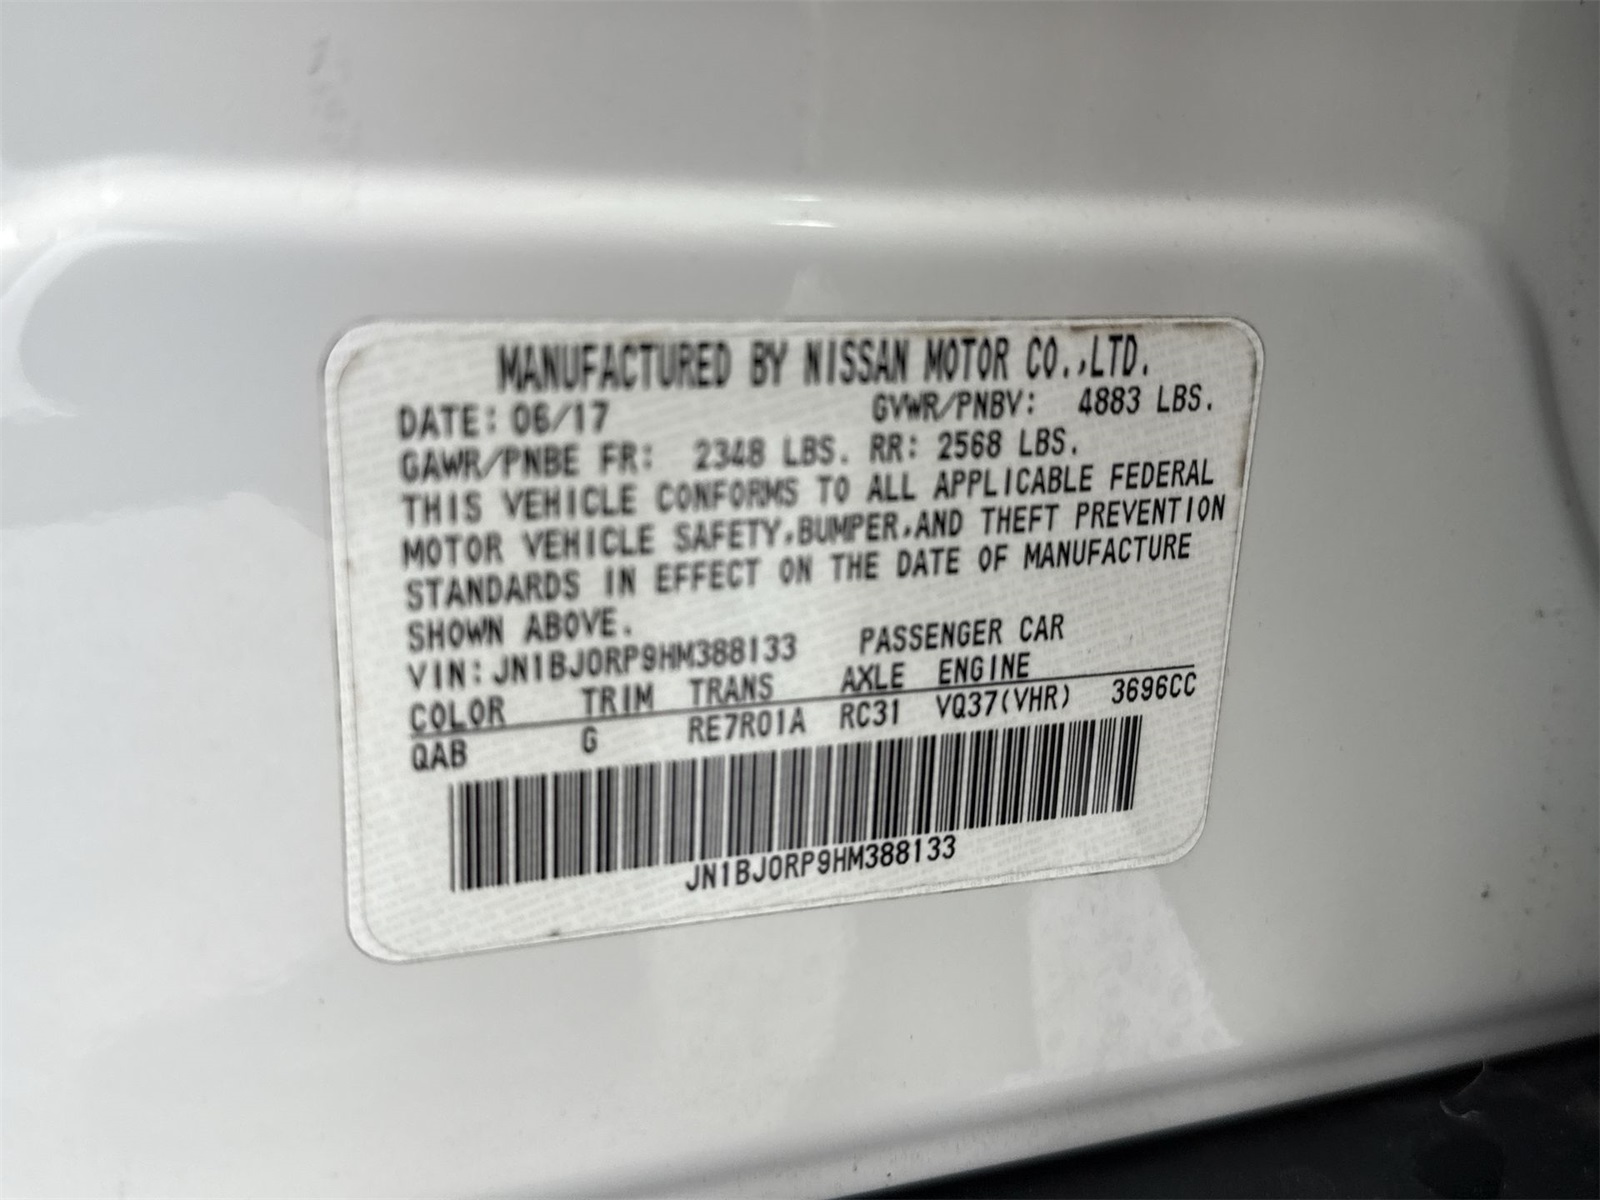 MANUFACTURED BY NISSAN MOTOR CO.,LTD.
DATE: 06/17 GVWR/PNBV: 4883 LBS.
GAWR/PNBE FR: 2348 LBS. RR: 2568 LBS.
THIS VEHICLE CONFORMS TO ALL APPLICABLE FEDERAL
MOTOR VEHICLE SAFETY,BUMPER,AND THEFT PREVENTION
STANDARDS IN EFFECT ON THE DATE OF MANUFACTURE
SHOWN ABOVE.
VIN: JN1BJ0RP9HM388133 PASSENGER CAR
COLOR TRIM TRANS AXLE ENGINE
QAB G RE7R01A RC31 VQ37(VHR) 3696CC
JN1BJ0RP9HM388133